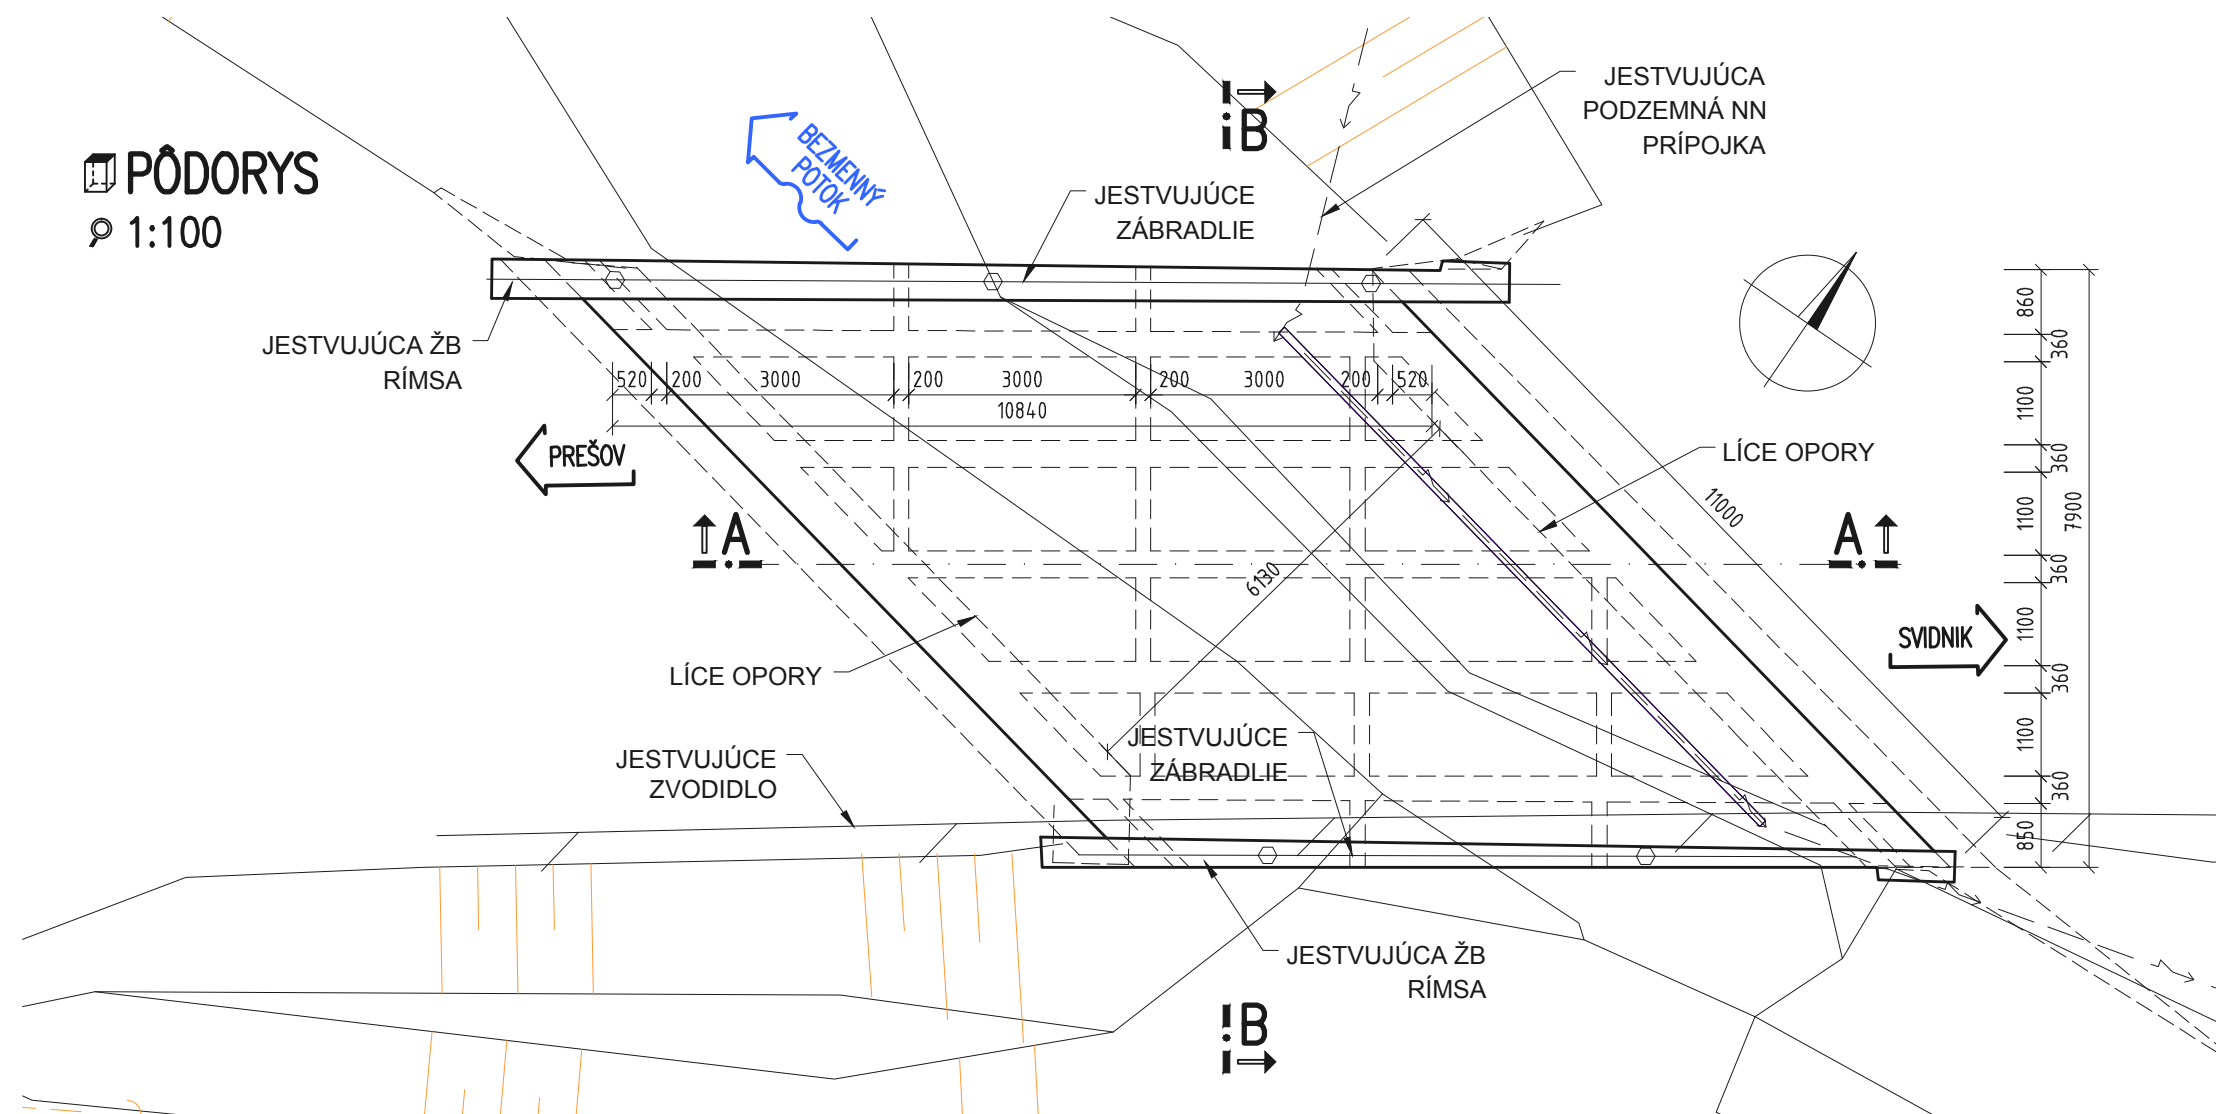 PÔDORYS
1:100
BEZMENNÝ
POTOK
B
JESTVUJÚCA
PODZEMNÁ NN
PRÍPOJKA
JESTVUJÚCE
ZÁBRADLIE
JESTVUJÚCA ŽB
RÍMSA
520 200 3000 200 3000 200 3000 200 520
10840
PREŠOV
LÍCE OPORY
11000
A
A
6130
SVIDNIK
LÍCE OPORY
JESTVUJÚCE
ZVODIDLO
JESTVUJÚCE
ZÁBRADLIE
860
360
1100
360
1100
360
1100
360
1100
360
850
7900
JESTVUJÚCA ŽB
RÍMSA
B